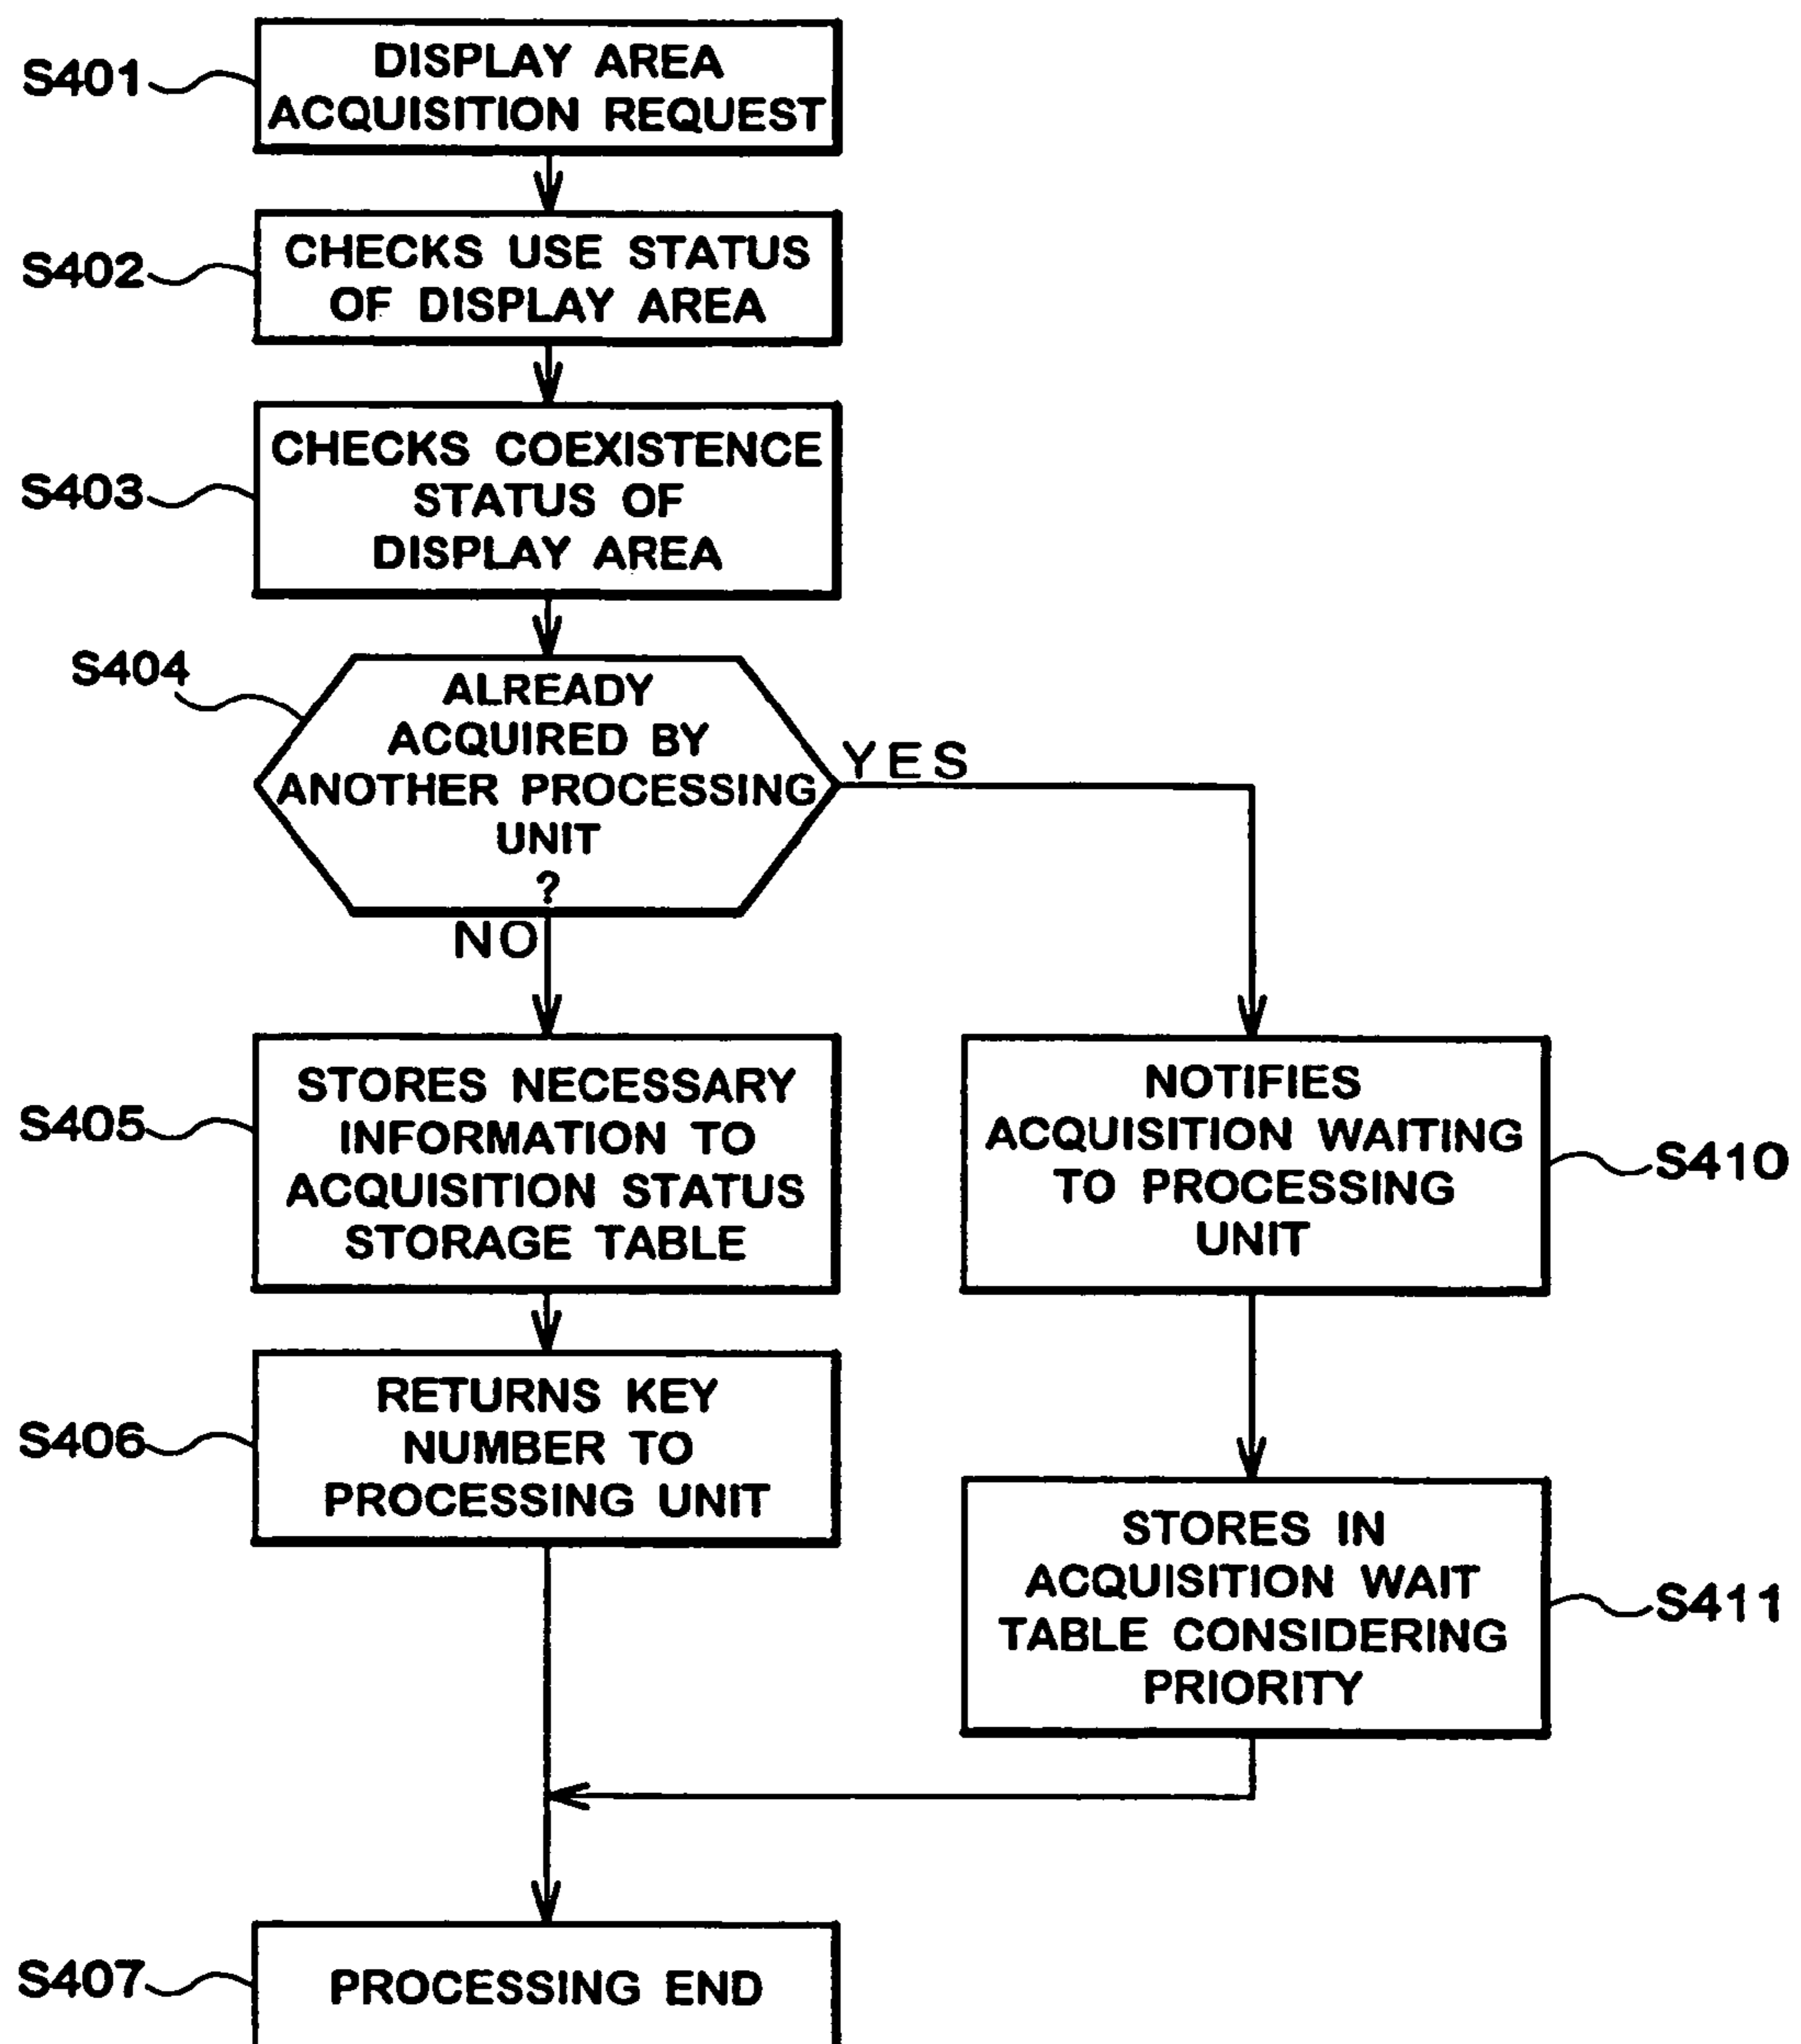 S401
DISPLAY AREA
ACQUISITION REQUEST
S402
CHECKS USE STATUS
OF DISPLAY AREA
S403
CHECKS COEXISTENCE
STATUS OF
DISPLAY AREA
S404
ALREADY
ACQUIRED BY
ANOTHER PROCESSING
UNIT
?
YES
NO
S405
STORES NECESSARY
INFORMATION TO
ACQUISITION STATUS
STORAGE TABLE
NOTIFIES
ACQUISITION WAITING
TO PROCESSING
UNIT
S410
S406
RETURNS KEY
NUMBER TO
PROCESSING UNIT
STORES IN
ACQUISITION WAIT
TABLE CONSIDERING
PRIORITY
S411
S407
PROCESSING END